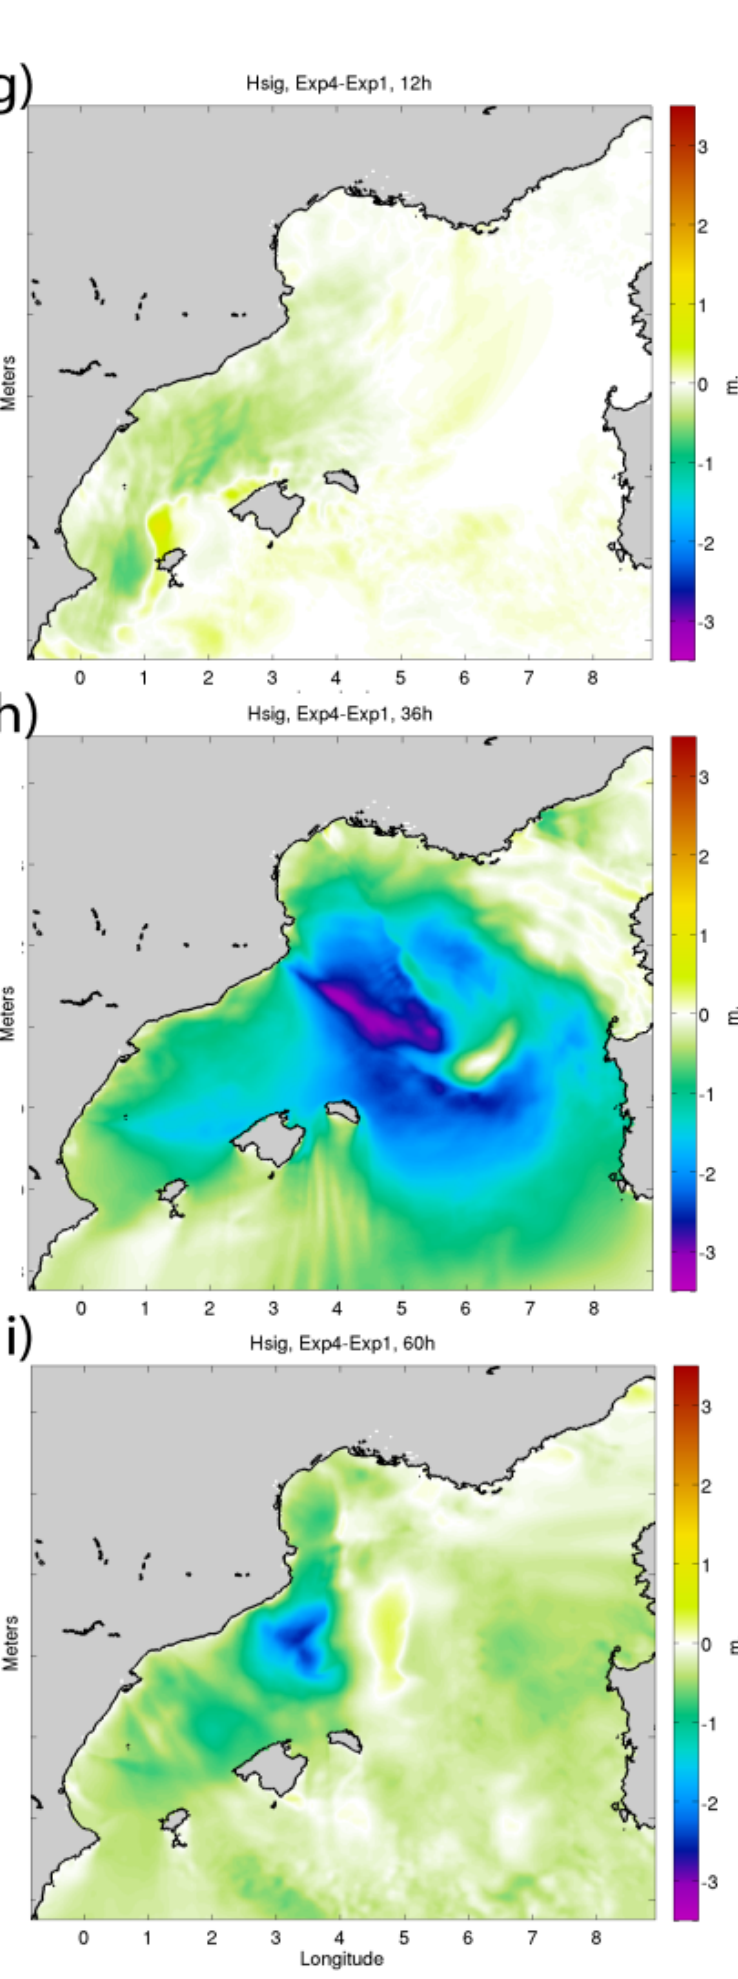 g)
Hsig, Exp4-Exp1, 12h
Meters
3
2
1
0
-1
-2
-3
m.
0 1 2 3 4 5 6 7 8
h)
Hsig, Exp4-Exp1, 36h
Meters
3
2
1
0
-1
-2
-3
m.
0 1 2 3 4 5 6 7 8
i)
Hsig, Exp4-Exp1, 60h
Meters
3
2
1
0
-1
-2
-3
m
0 1 2 3 4 5 6 7 8
Longitude